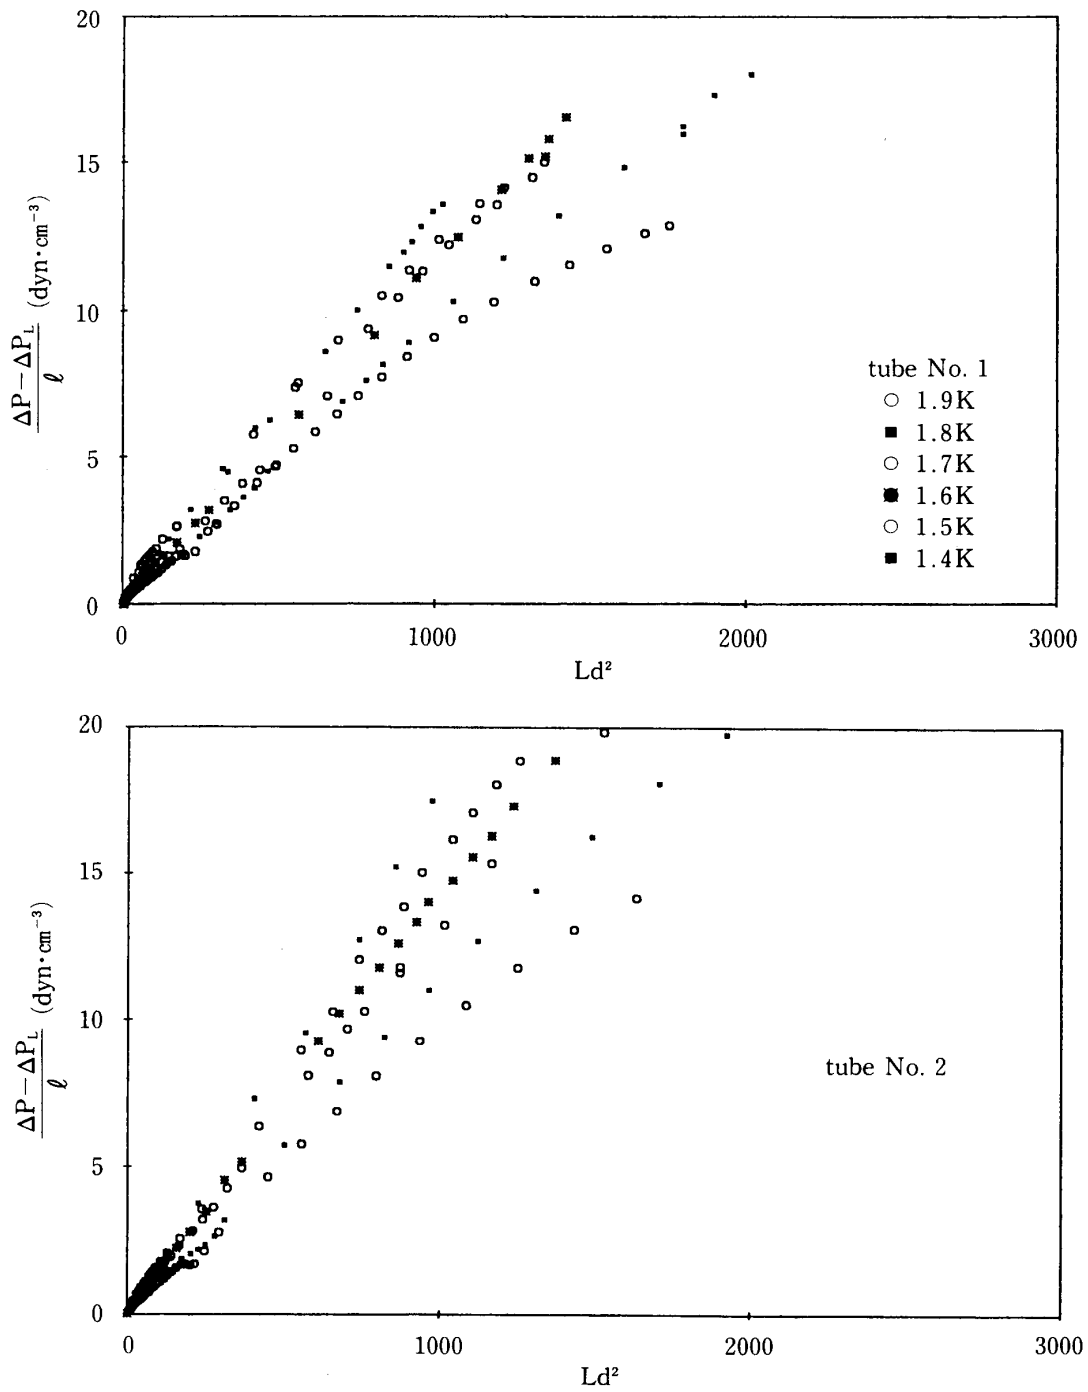 20
15
10
5
0
ΔP−ΔP_L
ℓ
(dyn·cm⁻³)
tube No. 1
○ 1.9K
■ 1.8K
○ 1.7K
✱ 1.6K
○ 1.5K
■ 1.4K
0 1000 2000 3000
Ld²
20
15
10
5
0
ΔP−ΔP_L
ℓ
(dyn·cm⁻³)
tube No. 2
0 1000 2000 3000
Ld²